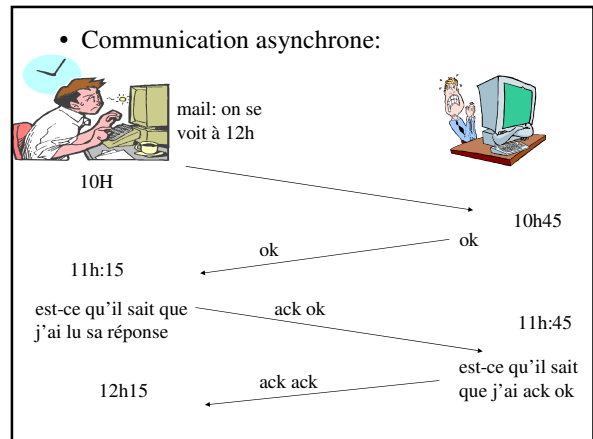 • Communication asynchrone:
mail: on se
voit à 12h
10H
10h45
ok
ok
11h:15
est-ce qu’il sait que
j’ai lu sa réponse
ack ok
11h:45
est-ce qu’il sait
que j’ai ack ok
ack ack
12h15